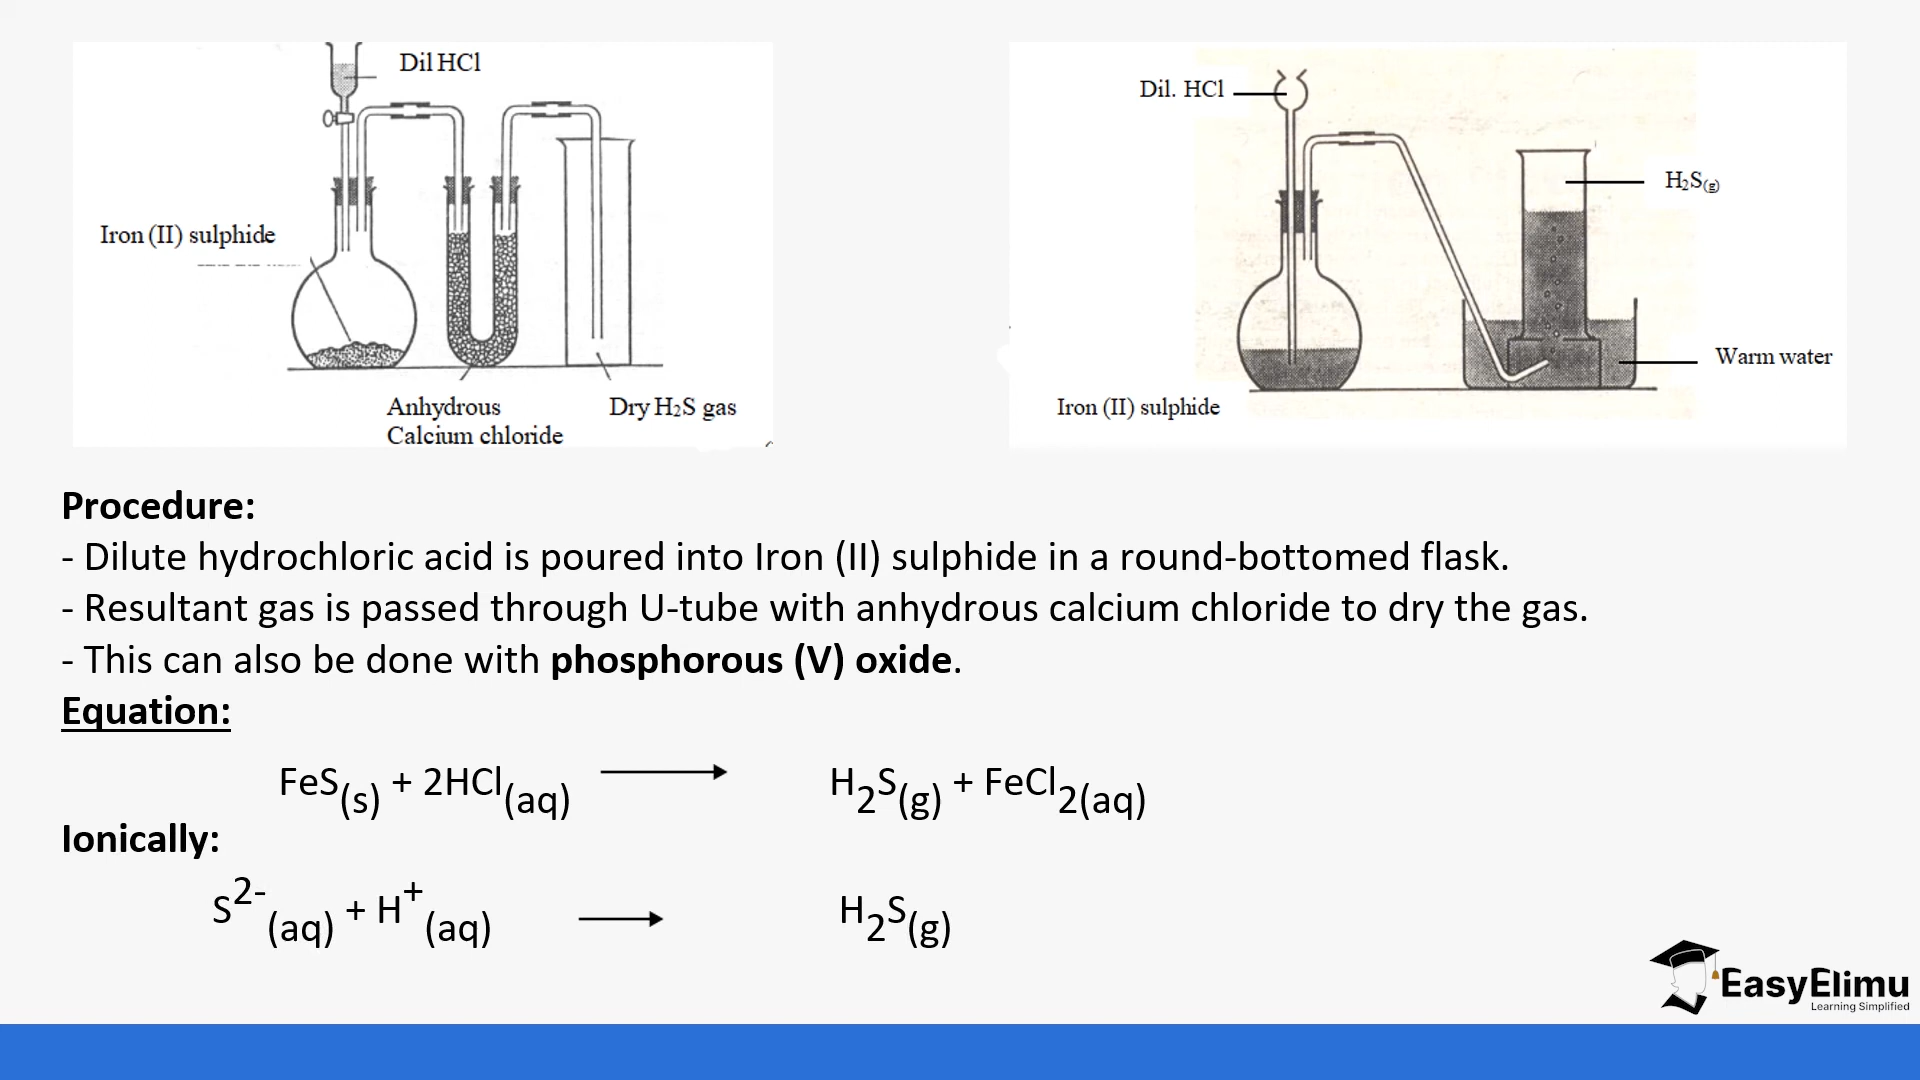 Dil HCl
Iron (II) sulphide
Anhydrous
Calcium chloride
Dry H₂S gas
Dil. HCl
H₂S(g)
Warm water
Iron (II) sulphide
Procedure:
- Dilute hydrochloric acid is poured into Iron (II) sulphide in a round-bottomed flask.
- Resultant gas is passed through U-tube with anhydrous calcium chloride to dry the gas.
- This can also be done with phosphorous (V) oxide.
Equation:
FeS(s) + 2HCl(aq) → H₂S(g) + FeCl₂(aq)
Ionically:
S²⁻(aq) + H⁺(aq) → H₂S(g)
EasyElimu
Learning Simplified